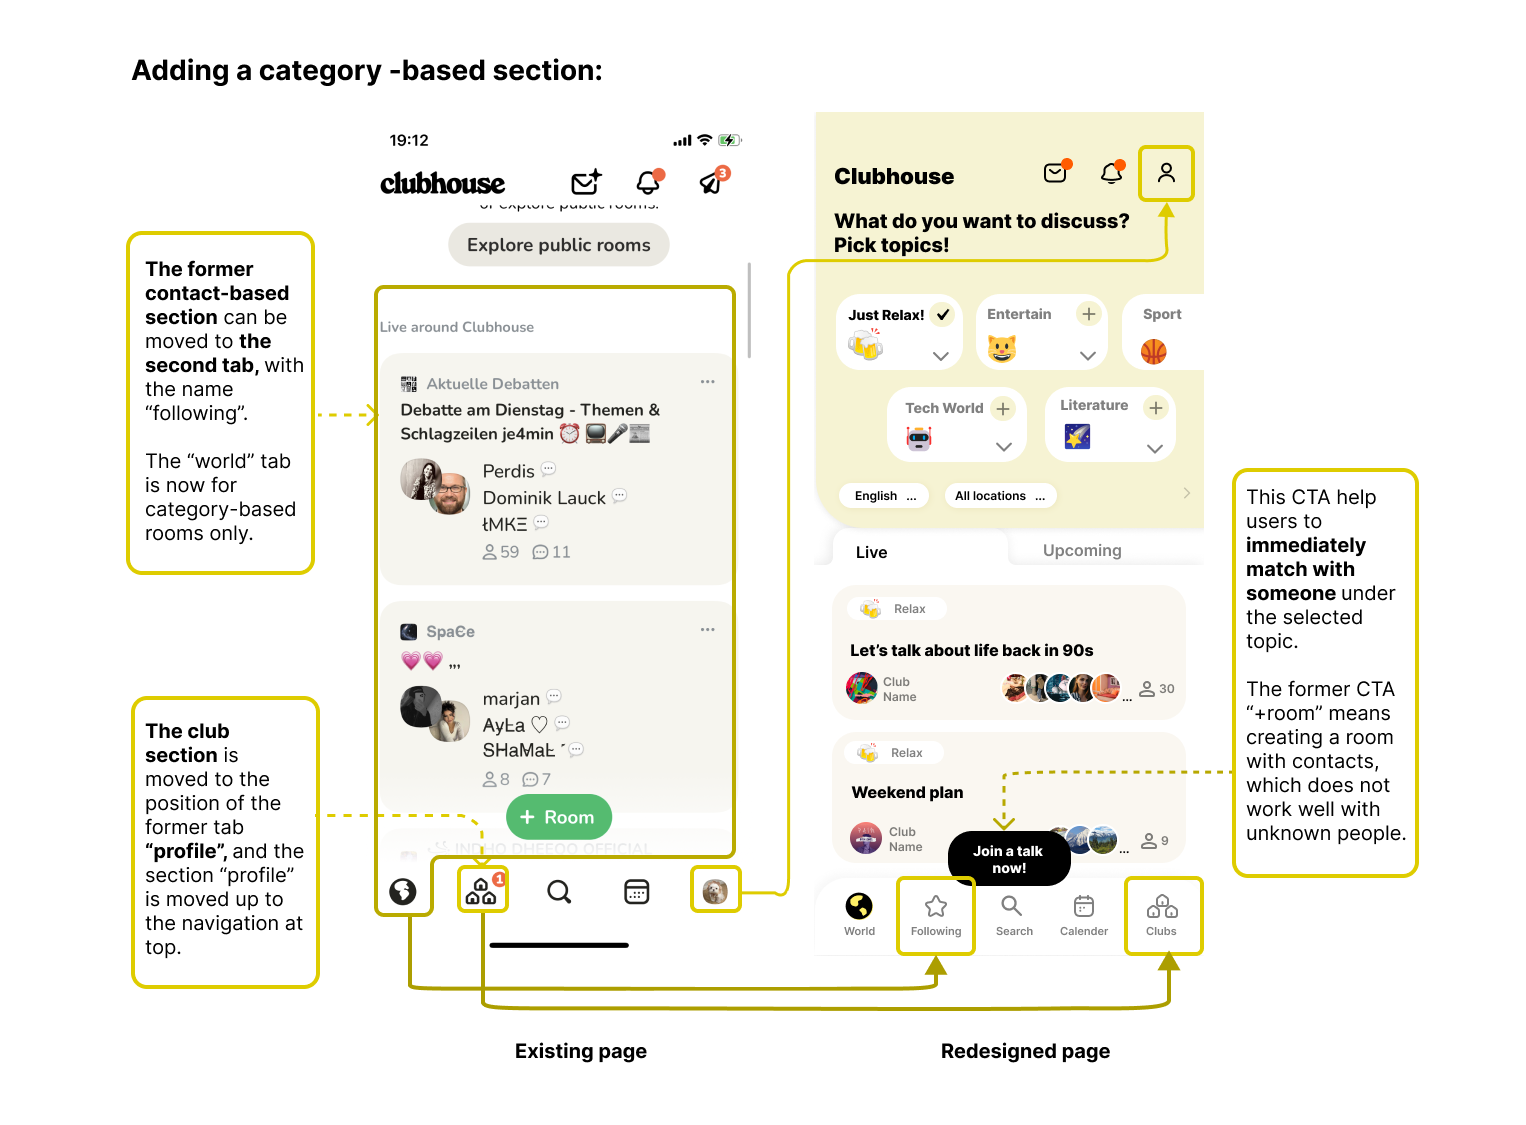 Adding a category -based section:
The former
contact-based
section can be
moved to the
second tab, with
the name
“following”.
The “world” tab
is now for
category-based
rooms only.
The club
section is
moved to the
position of the
former tab
“profile”, and the
section “profile”
is moved up to
the navigation at
top.
19:12
clubhouse
3
or explore public rooms.
Explore public rooms
Live around Clubhouse
Aktuelle Debatten
Debatte am Dienstag - Themen &
Schlagzeilen je4min
Perdis
Dominik Lauck
łMKΞ
59 11
SpaЄe
,,,
marjan
AyŁa ♡
SHaMaŁ
8 7
+ Room
INDHO DHEEQO OFFICIAL
1
Existing page
Clubhouse
What do you want to discuss?
Pick topics!
Just Relax!
Entertain
Sport
Tech World
Literature
English ...
All locations ...
Live
Upcoming
Relax
Let’s talk about life back in 90s
Club
Name
... 30
Relax
Weekend plan
Club
Name
... 9
Join a talk
now!
World
Following
Search
Calender
Clubs
Redesigned page
This CTA help
users to
immediately
match with
someone under
the selected
topic.
The former CTA
“+room” means
creating a room
with contacts,
which does not
work well with
unknown people.